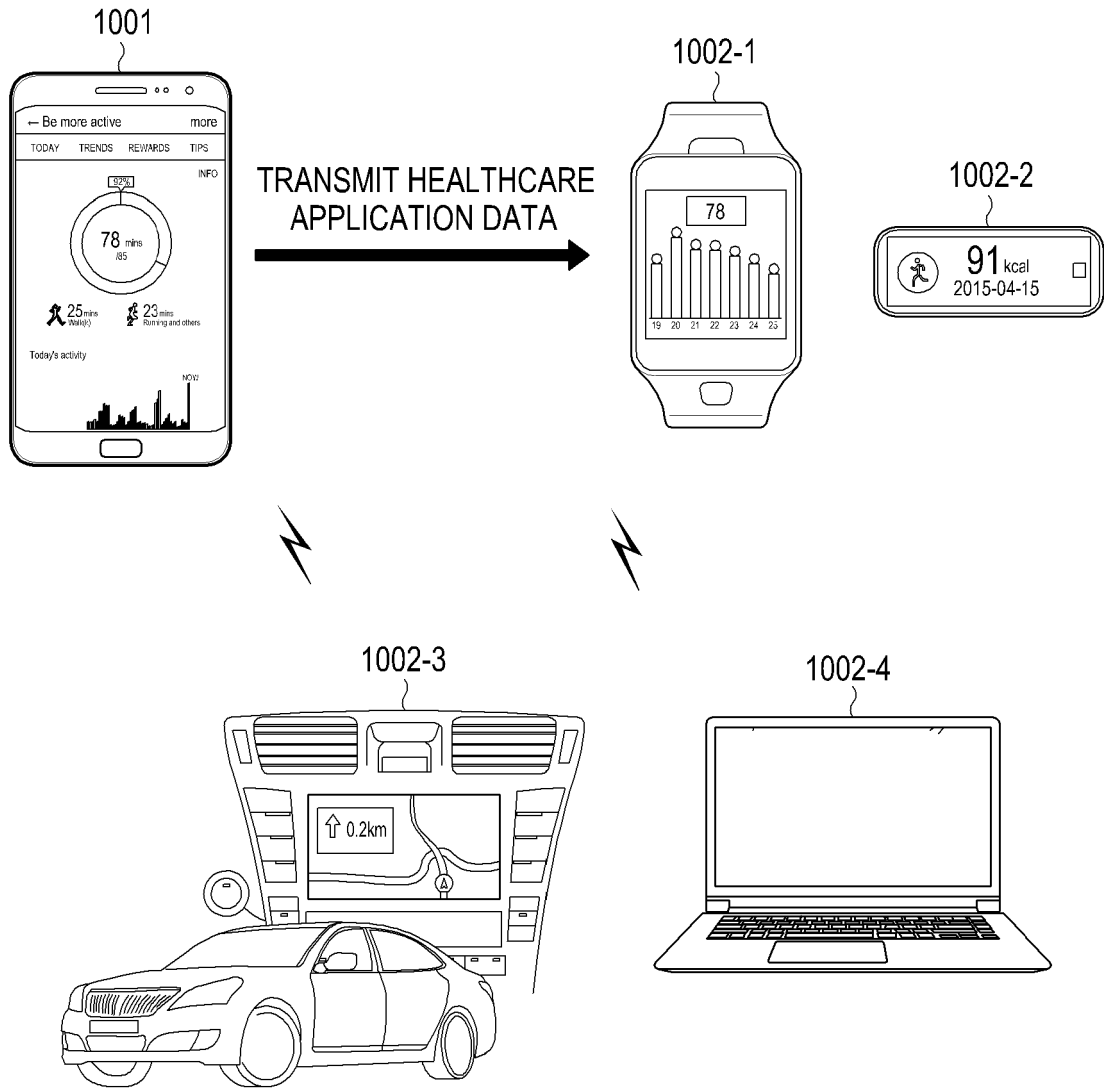 1001
← Be more active more
TODAY TRENDS REWARDS TIPS
INFO
92%
78 mins
/85
25 mins
Walk(k)
23 mins
Running and others
Today's activity
NOW
TRANSMIT HEALTHCARE
APPLICATION DATA
1002-1
78
19 20 21 22 23 24 25
1002-2
91 kcal
2015-04-15
1002-3
0.2km
1002-4